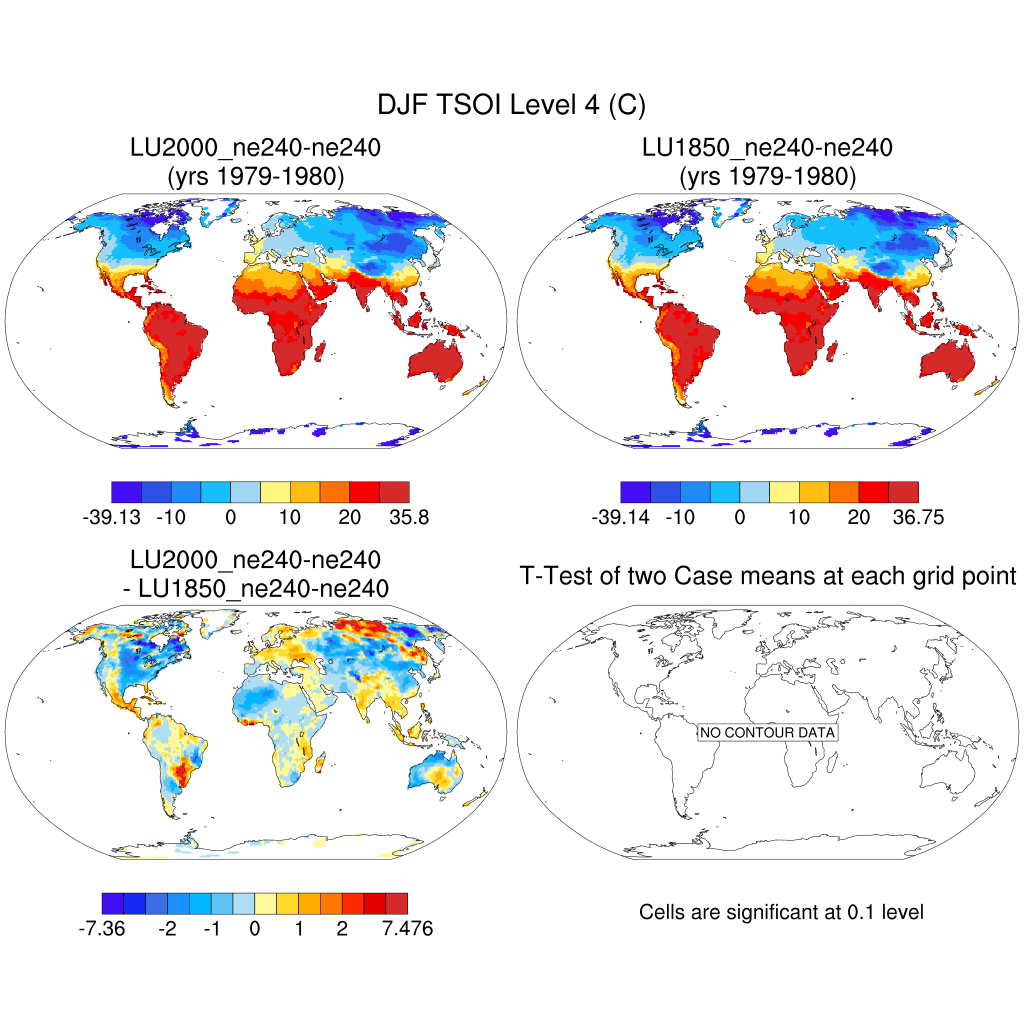 DJF TSOI Level 4 (C)
LU2000_ne240-ne240
(yrs 1979-1980)
LU1850_ne240-ne240
(yrs 1979-1980)
-39.13 -10 0 10 20 35.8
-39.14 -10 0 10 20 36.75
LU2000_ne240-ne240
- LU1850_ne240-ne240
T-Test of two Case means at each grid point
NO CONTOUR DATA
-7.36 -2 -1 0 1 2 7.476
Cells are significant at 0.1 level